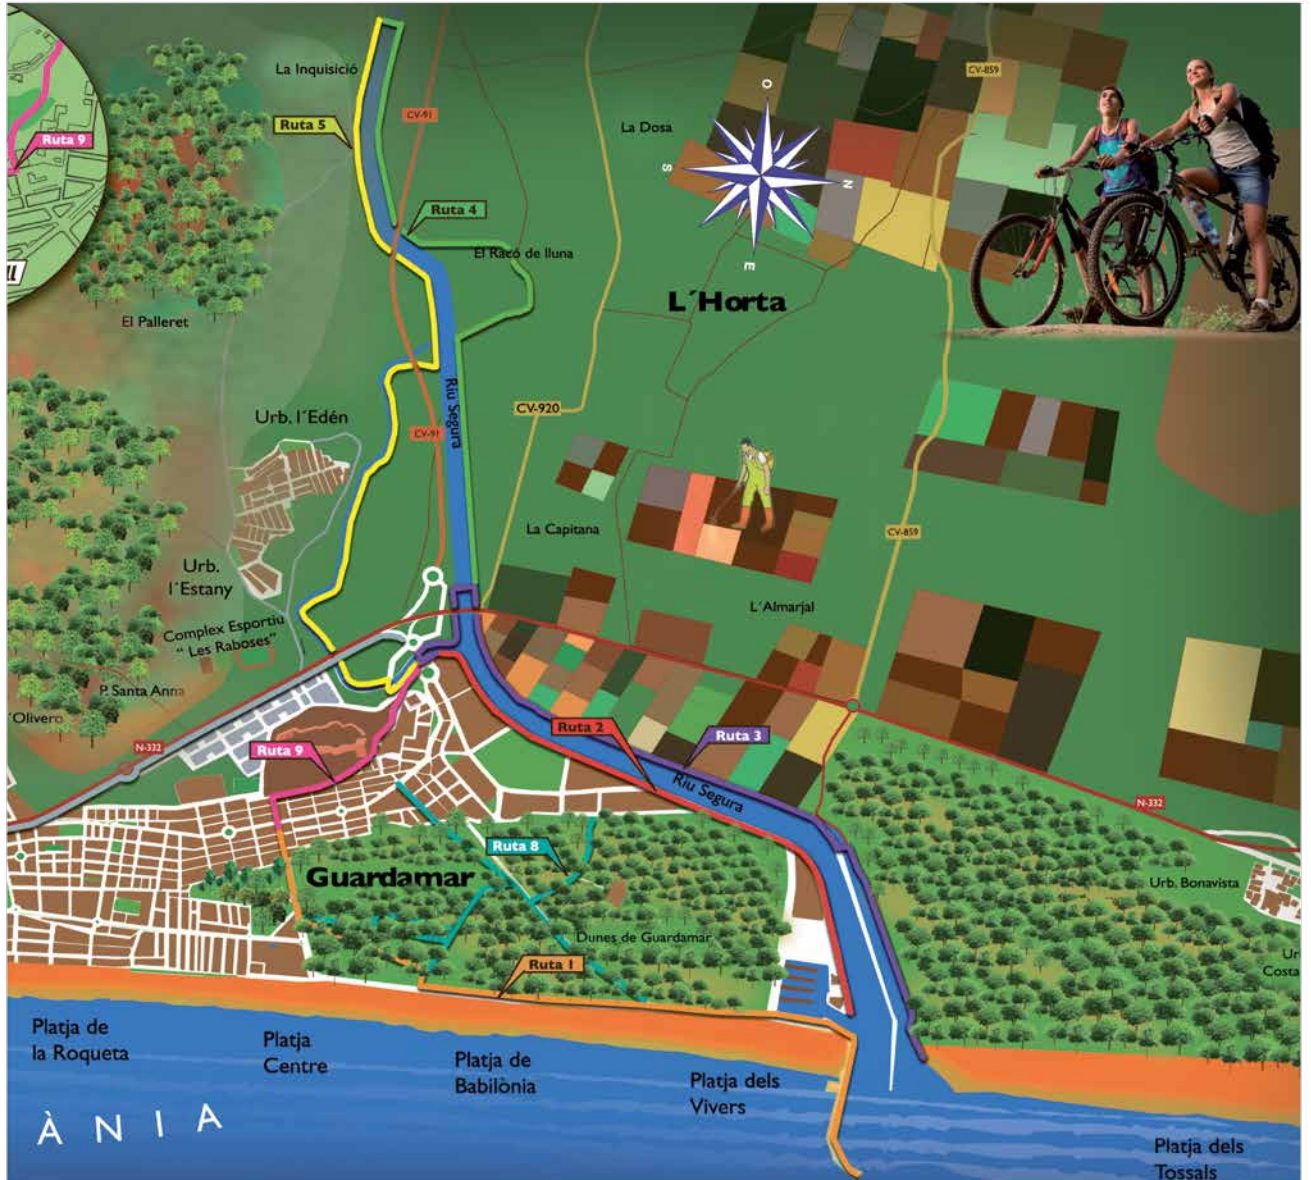 La Inquisició
CV-859
CV-91
Ruta 5
La Dosa
O
Ruta 9
S
N
Ruta 4
El Racó de lluna
E
L´Horta
El Palleret
Riu Segura
CV-920
Urb. l´Edén
CV-91
La Capitana
CV-859
Urb.
l´Estany
L´Almarjal
Complex Esportiu
“ Les Raboses”
P. Santa Anna
´Olivero
N-332
Ruta 9
Ruta 2
Ruta 3
Riu Segura
N-332
Ruta 8
Guardamar
Urb. Bonavista
Dunes de Guardamar
Ruta 1
Ur
Costa
Platja de
la Roqueta
Platja
Centre
Platja de
Babilònia
Platja dels
Vivers
ÀNIA
Platja dels
Tossals